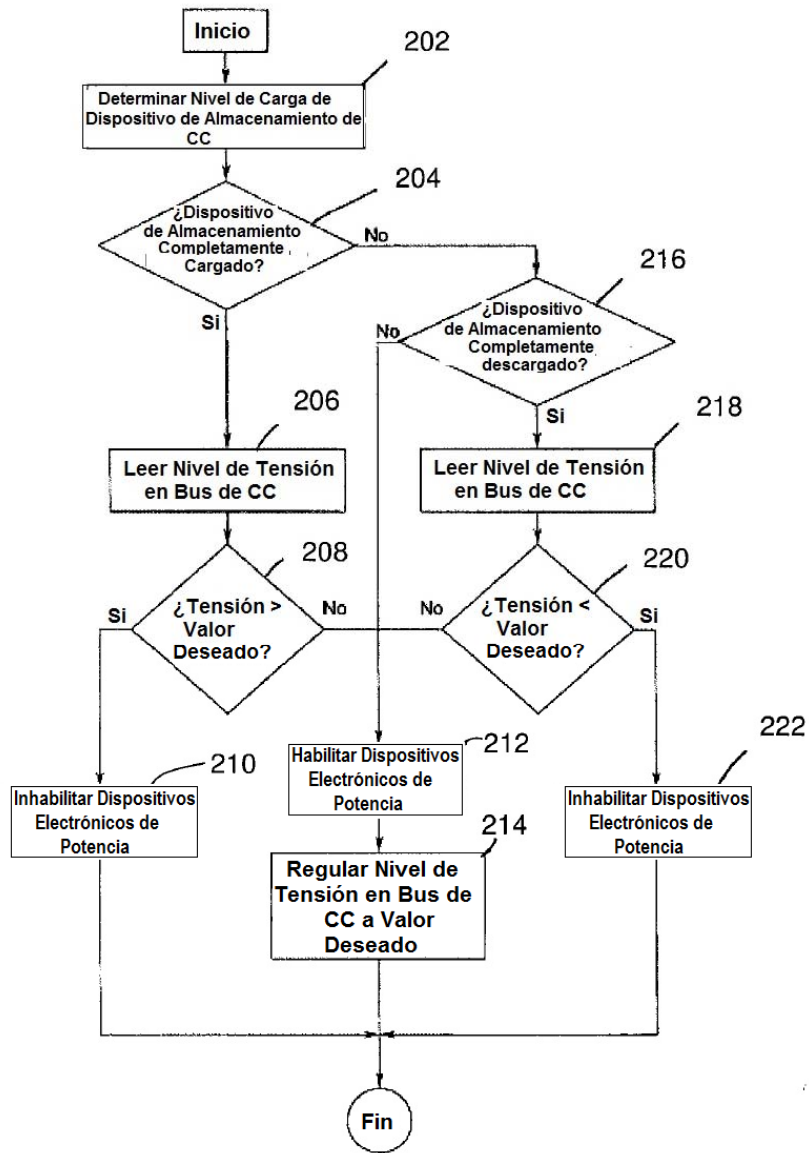 Inicio
202
Determinar Nivel de Carga de
Dispositivo de Almacenamiento de
CC
204
¿Dispositivo
de Almacenamiento
Completamente
Cargado?
No
216
Si
No
¿Dispositivo
de Almacenamiento
Completamente
descargado?
Si
206
218
Leer Nivel de Tensión
en Bus de CC
Leer Nivel de Tensión
en Bus de CC
208
220
Si
¿Tensión >
Valor
Deseado?
No
No
¿Tensión <
Valor
Deseado?
Si
210
212
222
Inhabilitar Dispositivos
Electrónicos de
Potencia
Habilitar Dispositivos
Electrónicos de
Potencia
Inhabilitar Dispositivos
Electrónicos de
Potencia
214
Regular Nivel de
Tensión en Bus de
CC a Valor
Deseado
Fin